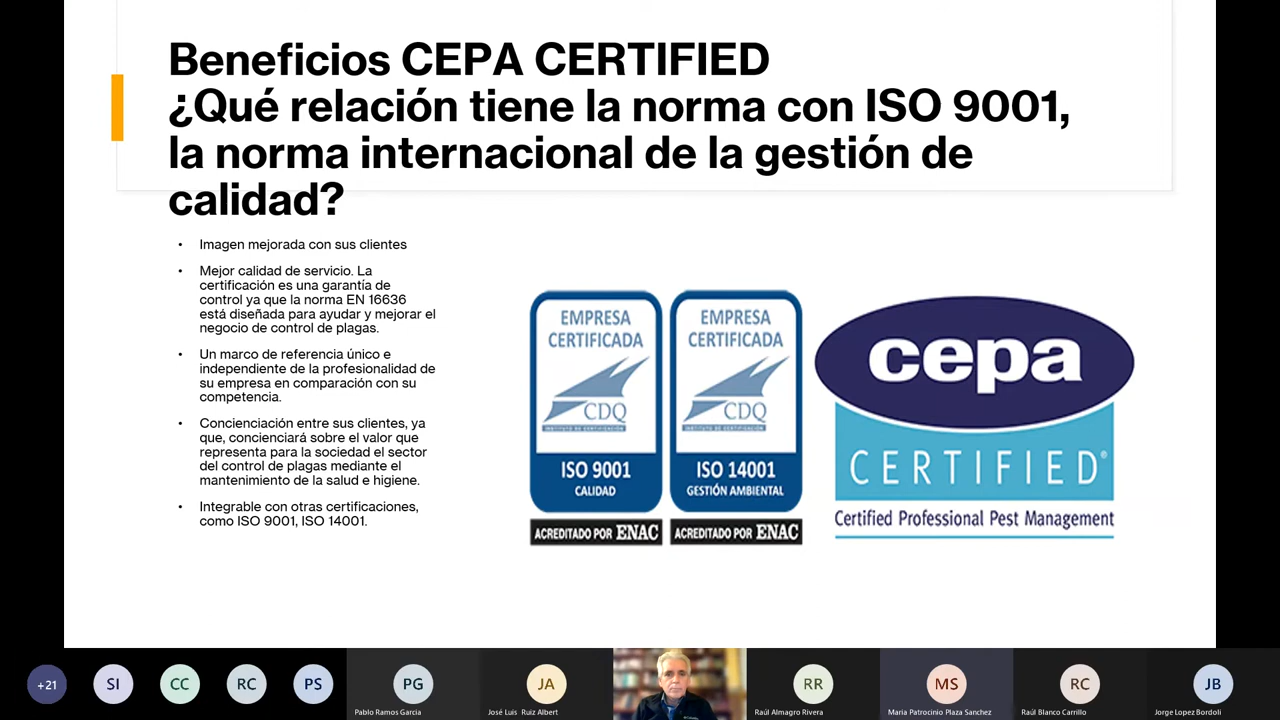 Beneficios CEPA CERTIFIED
¿Qué relación tiene la norma con ISO 9001,
la norma internacional de la gestión de
calidad?
• Imagen mejorada con sus clientes
• Mejor calidad de servicio. La
certificación es una garantía de
control ya que la norma EN 16636
está diseñada para ayudar y mejorar el
negocio de control de plagas.
• Un marco de referencia único e
independiente de la profesionalidad de
su empresa en comparación con su
competencia.
• Concienciación entre sus clientes, ya
que, concienciará sobre el valor que
representa para la sociedad el sector
del control de plagas mediante el
mantenimiento de la salud e higiene.
• Integrable con otras certificaciones,
como ISO 9001, ISO 14001.
EMPRESA
CERTIFICADA
CDQ
INSTITUTO DE CERTIFICACIÓN
ISO 9001
CALIDAD
ACREDITADO POR ENAC
EMPRESA
CERTIFICADA
CDQ
INSTITUTO DE CERTIFICACIÓN
ISO 14001
GESTIÓN AMBIENTAL
ACREDITADO POR ENAC
cepa
CERTIFIED®
Certified Professional Pest Management
+21
SI
CC
RC
PS
PG
Pablo Ramos Garcia
JA
José Luis Ruiz Albert
RR
Raúl Almagro Rivera
MS
Maria Patrocinio Plaza Sanchez
RC
Raúl Blanco Carrillo
JB
Jorge Lopez Bordoli